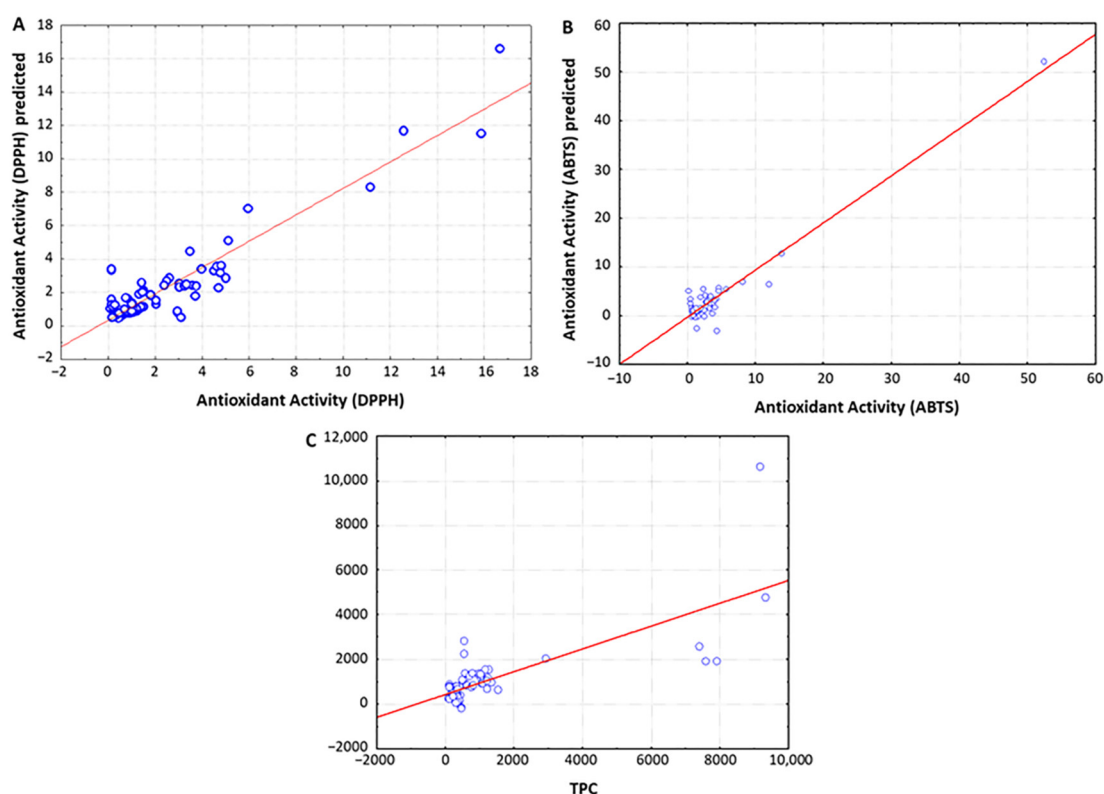 A
18
16
14
12
10
8
6
4
2
0
−2
Antioxidant Activity (DPPH) predicted
−2 0 2 4 6 8 10 12 14 16 18
Antioxidant Activity (DPPH)
B
60
50
40
30
20
10
0
−10
Antioxidant Activity (ABTS) predicted
−10 0 10 20 30 40 50 60
Antioxidant Activity (ABTS)
C
12,000
10,000
8000
6000
4000
2000
0
−2000
−2000 0 2000 4000 6000 8000 10,000
TPC